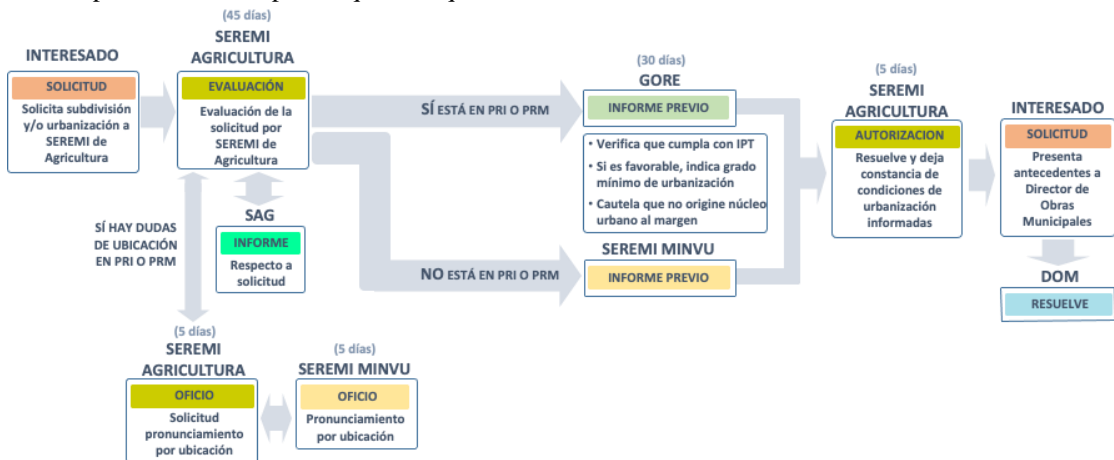 (45 días)
SEREMI
AGRICULTURA
INTERESADO
SOLICITUD
Solicita subdivisión
y/o urbanización a
SEREMI de
Agricultura
EVALUACIÓN
Evaluación de la
solicitud por
SEREMI de
Agricultura
SÍ ESTÁ EN PRI O PRM
(30 días)
GORE
INFORME PREVIO
• Verifica que cumpla con IPT
• Si es favorable, indica grado
mínimo de urbanización
• Cautela que no origine núcleo
urbano al margen
(5 días)
SEREMI
AGRICULTURA
AUTORIZACION
Resuelve y deja
constancia de
condiciones de
urbanización
informadas
INTERESADO
SOLICITUD
Presenta
antecedentes a
Director de
Obras
Municipales
SÍ HAY DUDAS
DE UBICACIÓN
EN PRI O PRM
SAG
INFORME
Respecto a
solicitud
NO ESTÁ EN PRI O PRM
SEREMI MINVU
INFORME PREVIO
DOM
RESUELVE
(5 días)
SEREMI
AGRICULTURA
OFICIO
Solicitud
pronunciamiento
por ubicación
(5 días)
SEREMI MINVU
OFICIO
Pronunciamiento
por ubicación